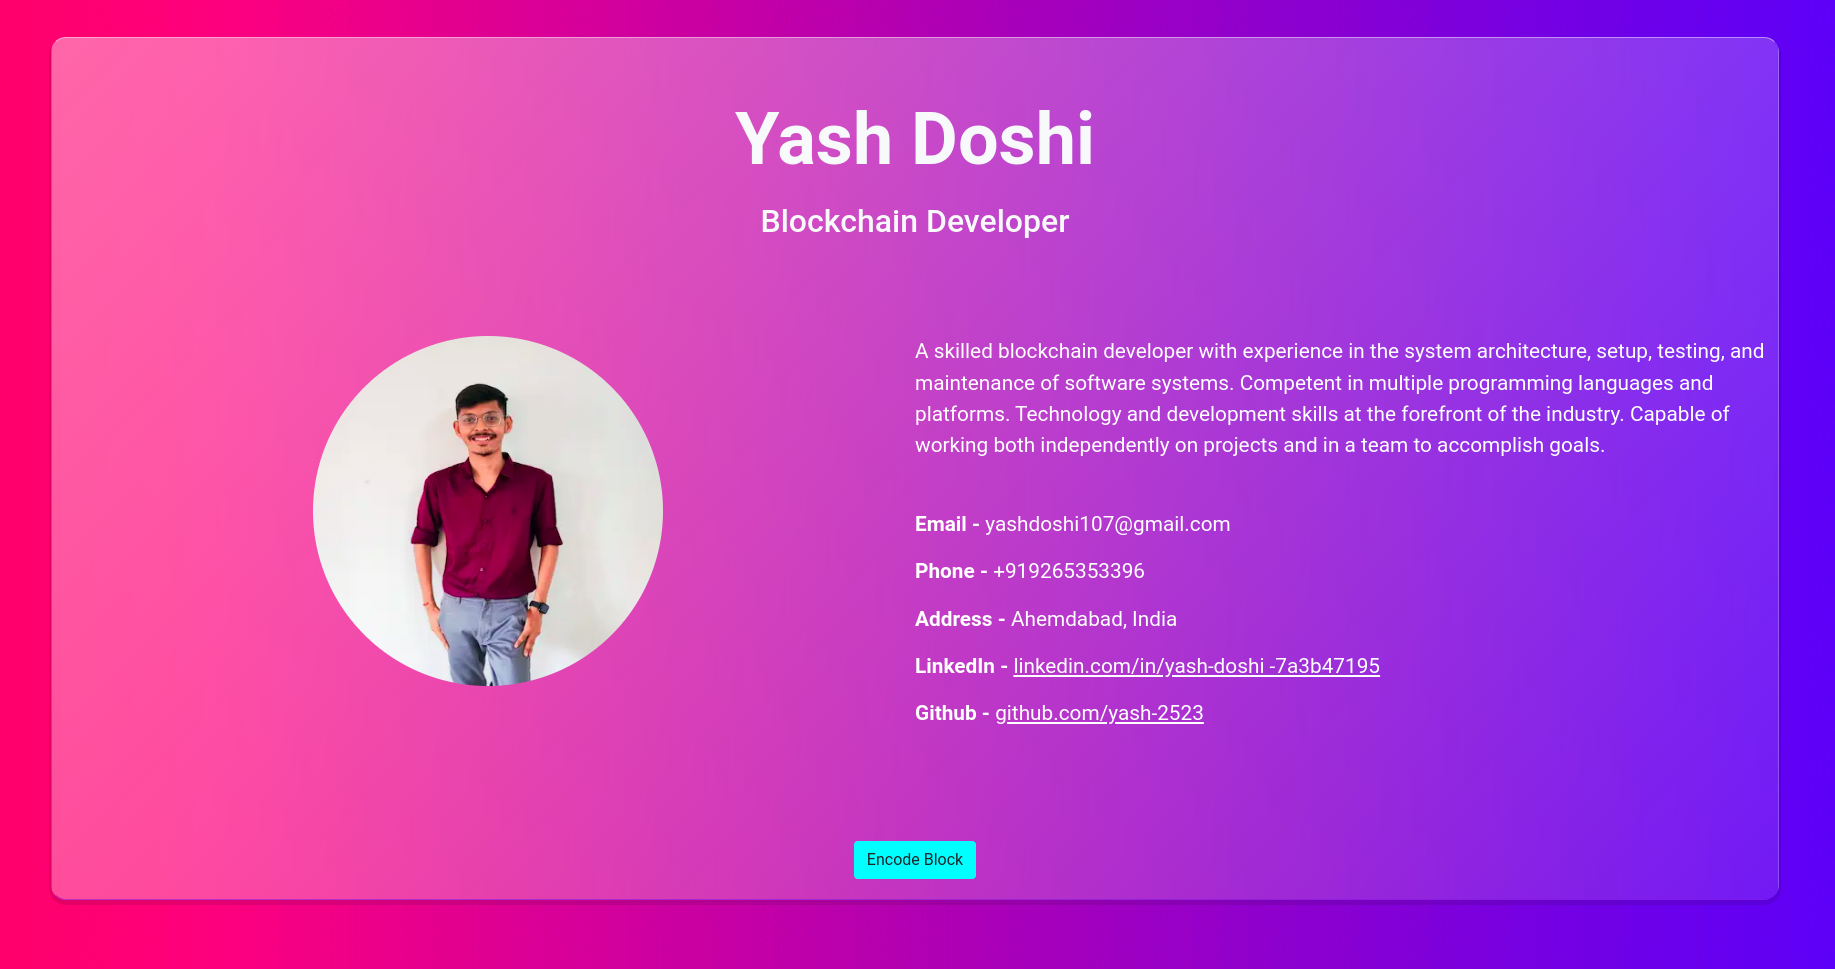 Yash Doshi
Blockchain Developer
A skilled blockchain developer with experience in the system architecture, setup, testing, and
maintenance of software systems. Competent in multiple programming languages and
platforms. Technology and development skills at the forefront of the industry. Capable of
working both independently on projects and in a team to accomplish goals.
Email - yashdoshi107@gmail.com
Phone - +919265353396
Address - Ahemdabad, India
LinkedIn - linkedin.com/in/yash-doshi -7a3b47195
Github - github.com/yash-2523
Encode Block